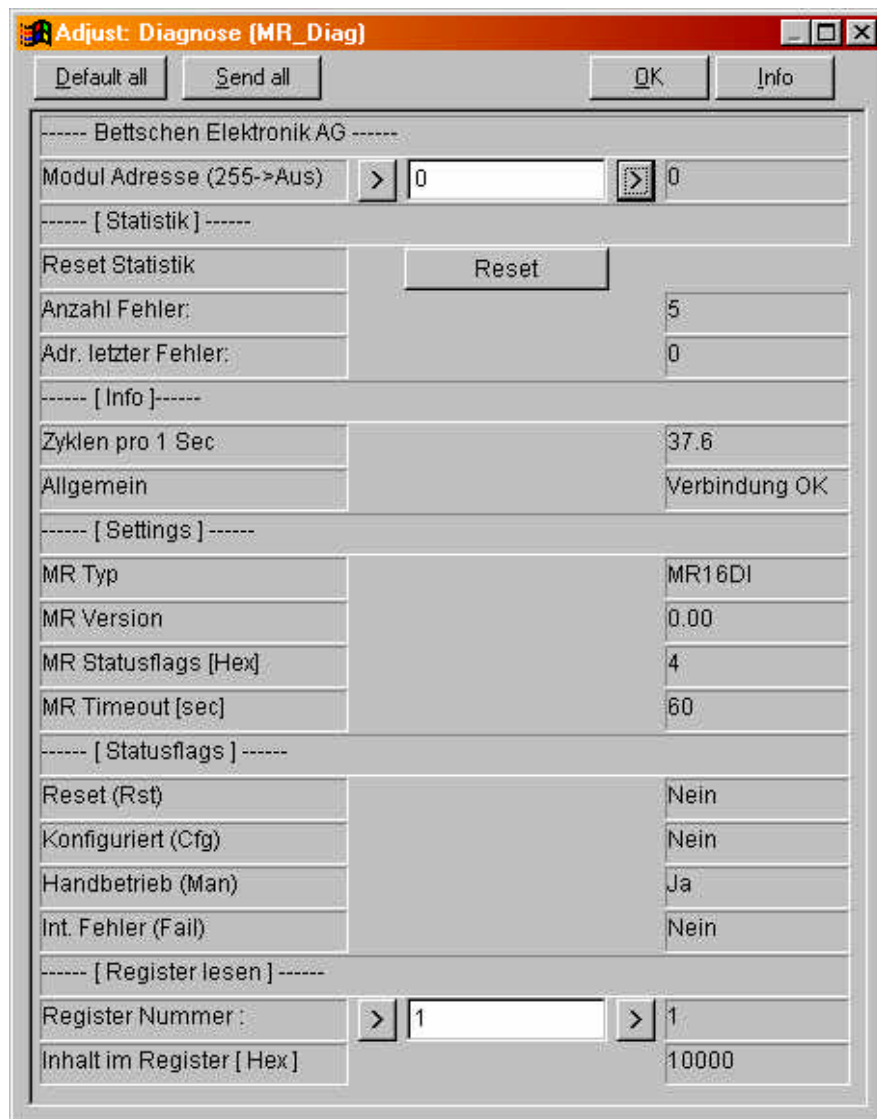 Adjust: Diagnose (MR_Diag)
Default all Send all OK Info
------ Bettschen Elektronik AG ------
Modul Adresse (255->Aus) > 0 > 0
------ [ Statistik ] ------
Reset Statistik Reset
Anzahl Fehler: 5
Adr. letzter Fehler: 0
------ [ Info ]------
Zyklen pro 1 Sec 37.6
Allgemein Verbindung OK
------ [ Settings ] ------
MR Typ MR16DI
MR Version 0.00
MR Statusflags [Hex] 4
MR Timeout [sec] 60
------ [ Statusflags ] ------
Reset (Rst) Nein
Konfiguriert (Cfg) Nein
Handbetrieb (Man) Ja
Int. Fehler (Fail) Nein
------ [ Register lesen ] ------
Register Nummer : > 1 > 1
Inhalt im Register [ Hex ] 10000